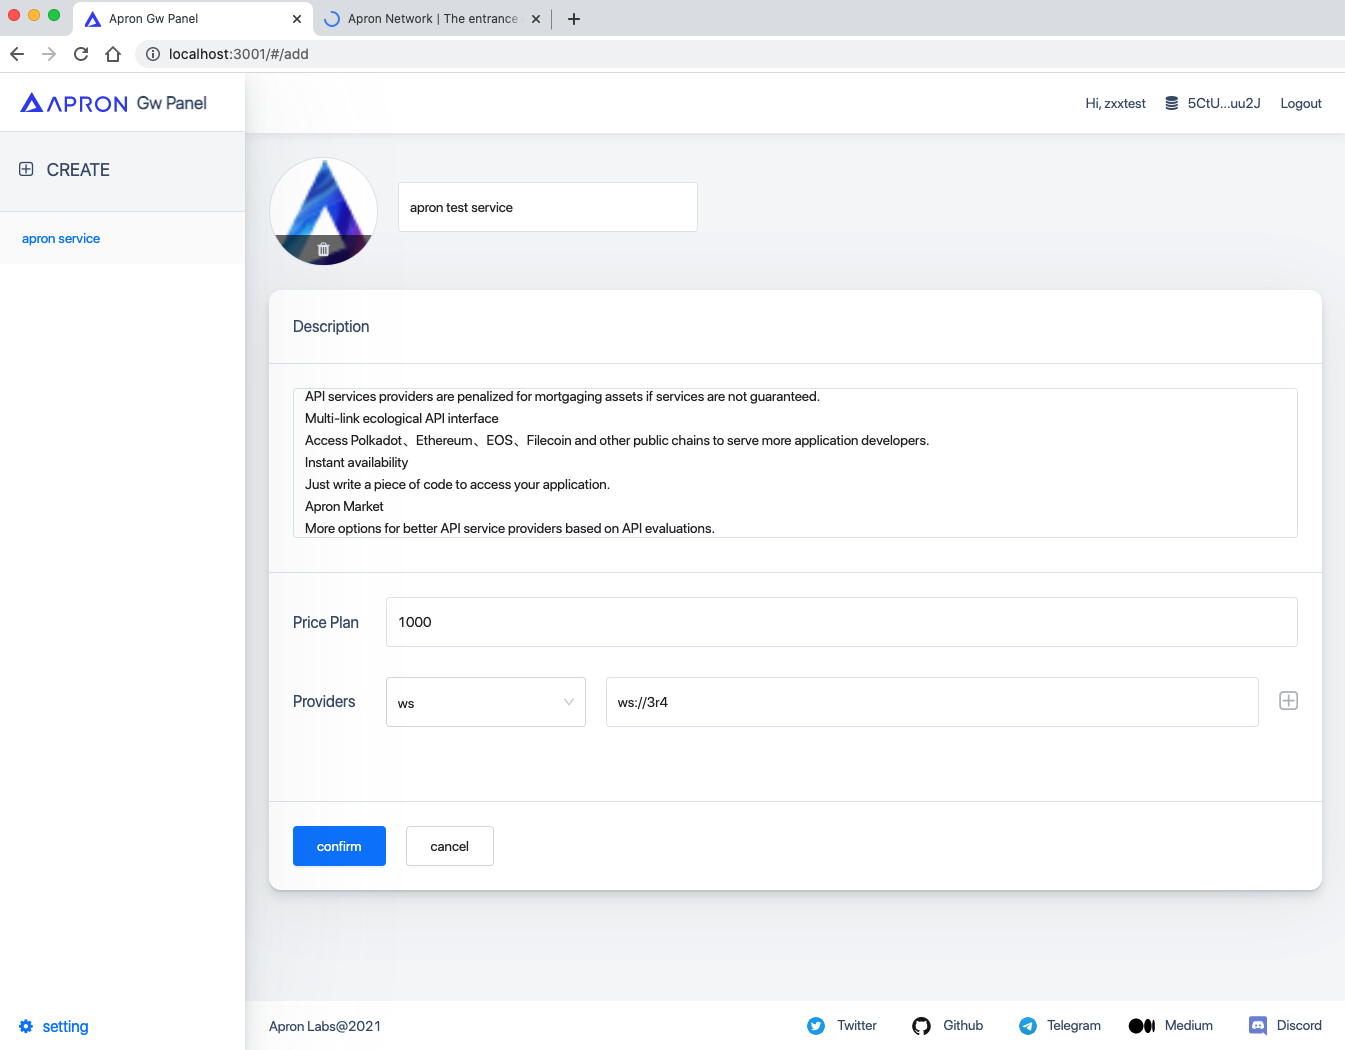 Apron Gw Panel
Apron Network | The entrance
localhost:3001/#/add
APRON Gw Panel
Hi, zxxtest
5CtU...uu2J
Logout
CREATE
apron service
apron test service
Description
API services providers are penalized for mortgaging assets if services are not guaranteed.
Multi-link ecological API interface
Access Polkadot、Ethereum、EOS、Filecoin and other public chains to serve more application developers.
Instant availability
Just write a piece of code to access your application.
Apron Market
More options for better API service providers based on API evaluations.
Price Plan
1000
Providers
ws
ws://3r4
confirm
cancel
setting
Apron Labs@2021
Twitter
Github
Telegram
Medium
Discord